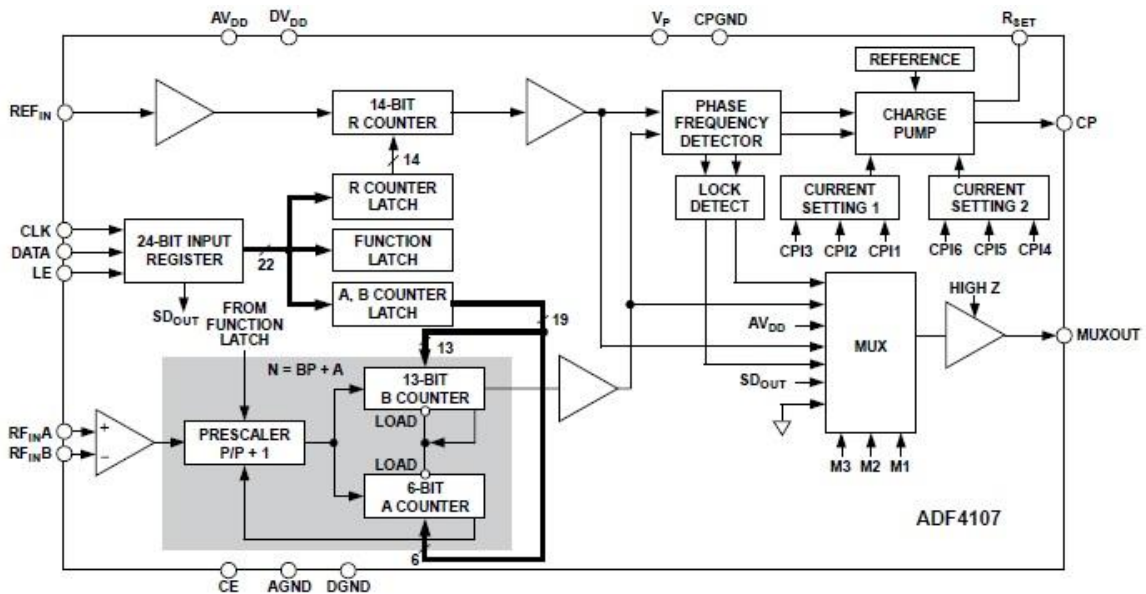 AVDD DVDD VP CPGND RSET
REFERENCE
REFIN
14-BIT
R COUNTER
PHASE
FREQUENCY
DETECTOR
CHARGE
PUMP
CP
14
R COUNTER
LATCH
LOCK
DETECT
CURRENT
SETTING 1
CURRENT
SETTING 2
CPI3 CPI2 CPI1 CPI6 CPI5 CPI4
CLK
DATA
LE
24-BIT INPUT
REGISTER
22
FUNCTION
LATCH
A, B COUNTER
LATCH
SDOUT
FROM
FUNCTION
LATCH
19
13
HIGH Z
AVDD
MUX
MUXOUT
SDOUT
N = BP + A
13-BIT
B COUNTER
LOAD
RFINA
RFINB
+
–
PRESCALER
P/P + 1
LOAD
6-BIT
A COUNTER
M3 M2 M1
6
ADF4107
CE AGND DGND